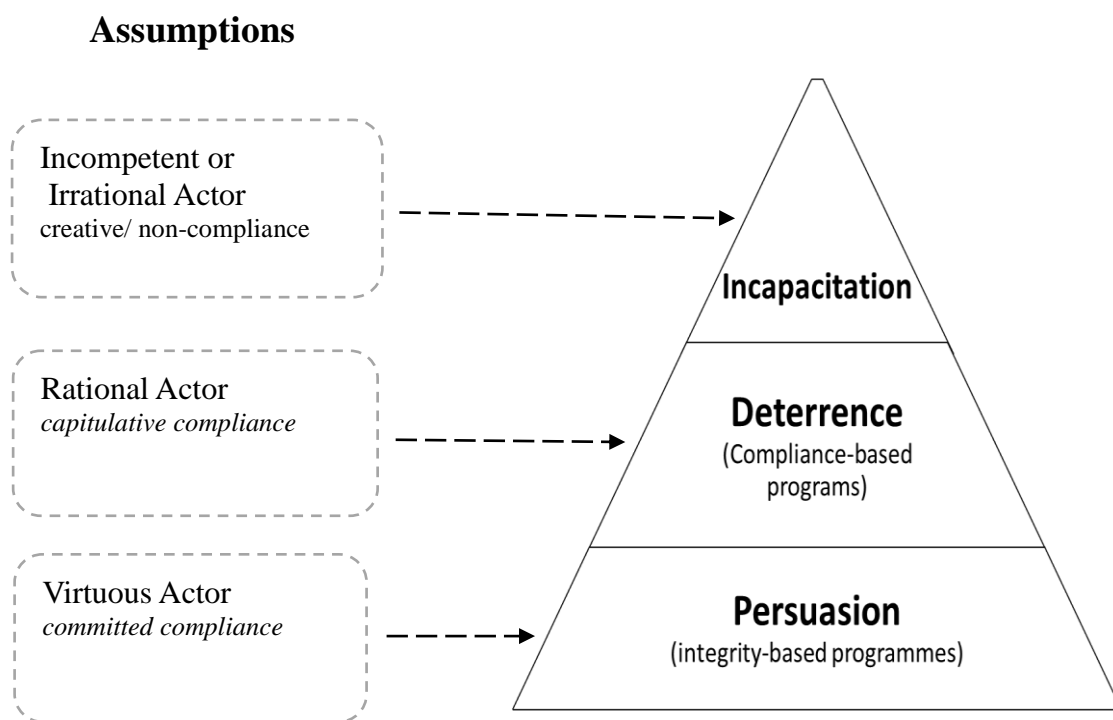 Assumptions
Incompetent or
Irrational Actor
creative/ non-compliance
Incapacitation
Rational Actor
capitulative compliance
Deterrence
(Compliance-based
programs)
Virtuous Actor
committed compliance
Persuasion
(integrity-based programmes)